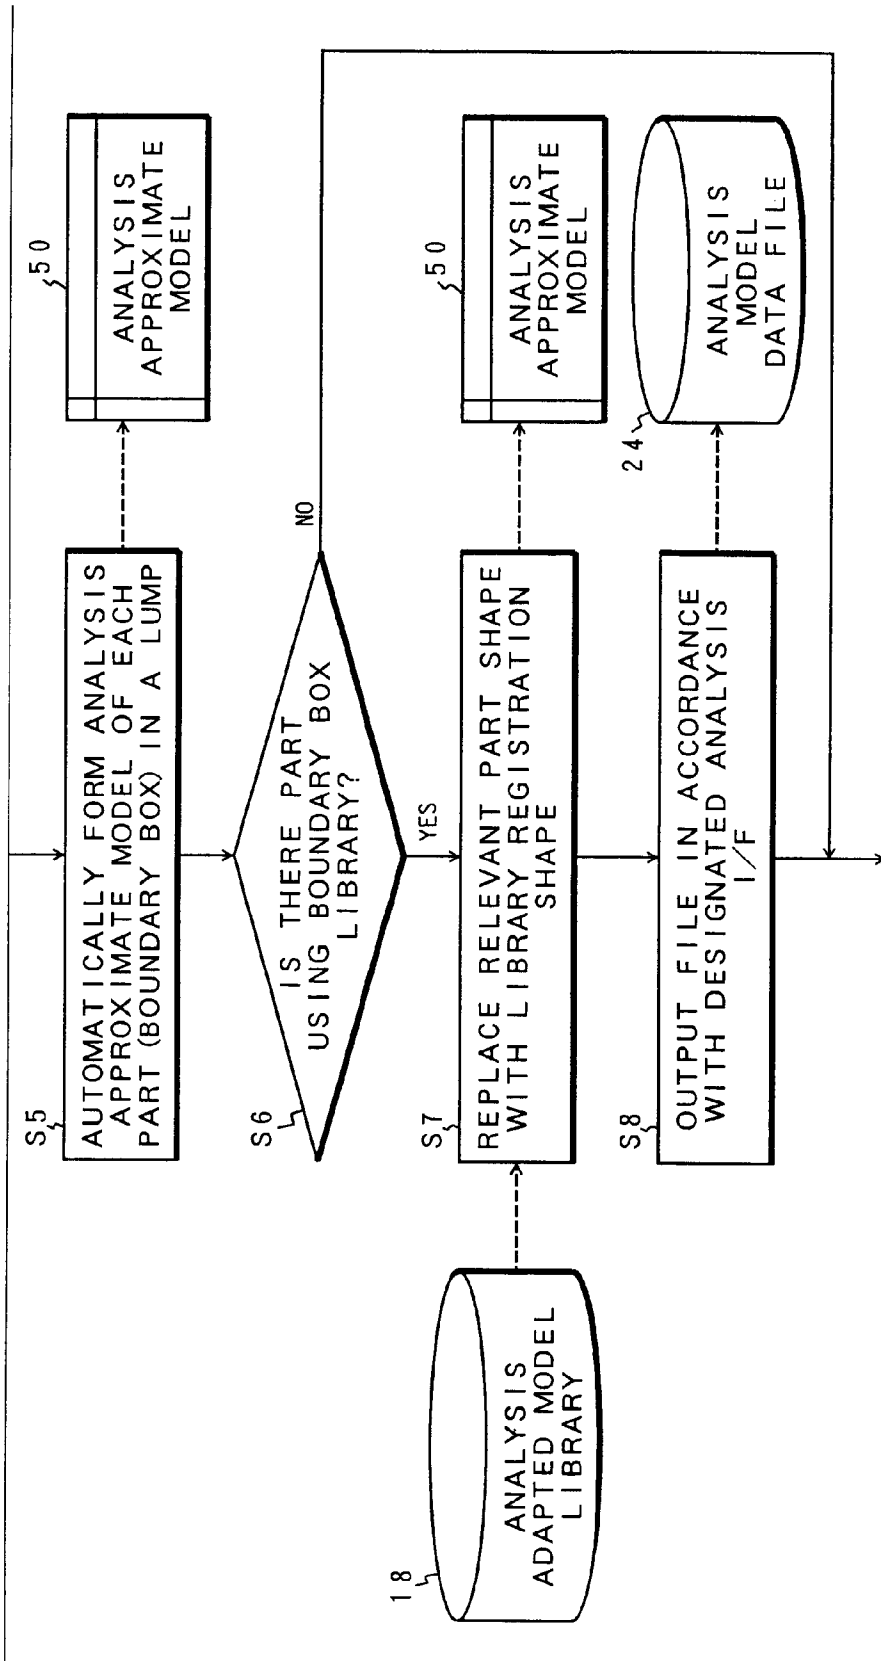 S5
AUTOMATICALLY FORM ANALYSIS
APPROXIMATE MODEL OF EACH
PART (BOUNDARY BOX) IN A LUMP
50
ANALYSIS
APPROXIMATE
MODEL
S6
IS THERE PART
USING BOUNDARY BOX
LIBRARY?
NO
YES
18
ANALYSIS
ADAPTED MODEL
LIBRARY
S7
REPLACE RELEVANT PART SHAPE
WITH LIBRARY REGISTRATION
SHAPE
50
ANALYSIS
APPROXIMATE
MODEL
S8
OUTPUT FILE IN ACCORDANCE
WITH DESIGNATED ANALYSIS
I/F
24
ANALYSIS
MODEL
DATA FILE